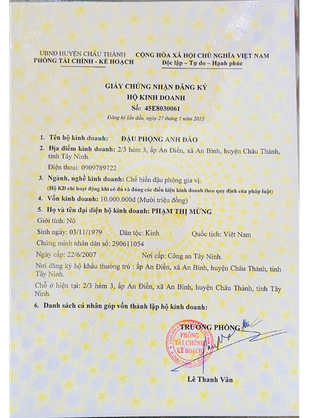 UBND HUYỆN CHÂU THÀNH
PHÒNG TÀI CHÍNH - KẾ HOẠCH
CỘNG HÒA XÃ HỘI CHỦ NGHĨA VIỆT NAM
Độc lập – Tự do – Hạnh phúc
GIẤY CHỨNG NHẬN ĐĂNG KÝ
HỘ KINH DOANH
Số: 45E8030061
Đăng ký lần đầu, ngày 27 tháng 1 năm 2015
1. Tên hộ kinh doanh: ĐẬU PHỘNG ANH ĐÀO
2. Địa điểm kinh doanh: 2/3 hẻm 3, ấp An Điền, xã An Bình, huyện Châu Thành,
tỉnh Tây Ninh.
Điện thoại: 0909789722
3. Ngành, nghề kinh doanh: Chế biến đậu phộng gia vị.
(Hộ KD chỉ hoạt động khi có đủ và đúng các điều kiện kinh doanh theo quy định của pháp luật)
4. Vốn kinh doanh: 10.000.000đ (Mười triệu đồng)
5. Họ và tên đại diện hộ kinh doanh: PHẠM THỊ MỪNG
Giới tính: Nữ
Sinh ngày: 03/11/1979 Dân tộc: Kinh Quốc tịch: Việt Nam
Chứng minh nhân dân số: 290611054
Ngày cấp: 22/6/2007 Nơi cấp: Công an Tây Ninh
Nơi đăng ký hộ khẩu thường trú : ấp An Điền, xã An Bình, huyện Châu Thành, tỉnh
Tây Ninh.
Chỗ ở hiện tại: 2/3 hẻm 3, ấp An Điền, xã An Bình, huyện Châu Thành, tỉnh
Tây Ninh.
6. Danh sách cá nhân góp vốn thành lập hộ kinh doanh:
TRƯỞNG PHÒNG
PHÒNG
TÀI CHÍNH
KẾ HOẠCH
Lê Thanh Vân